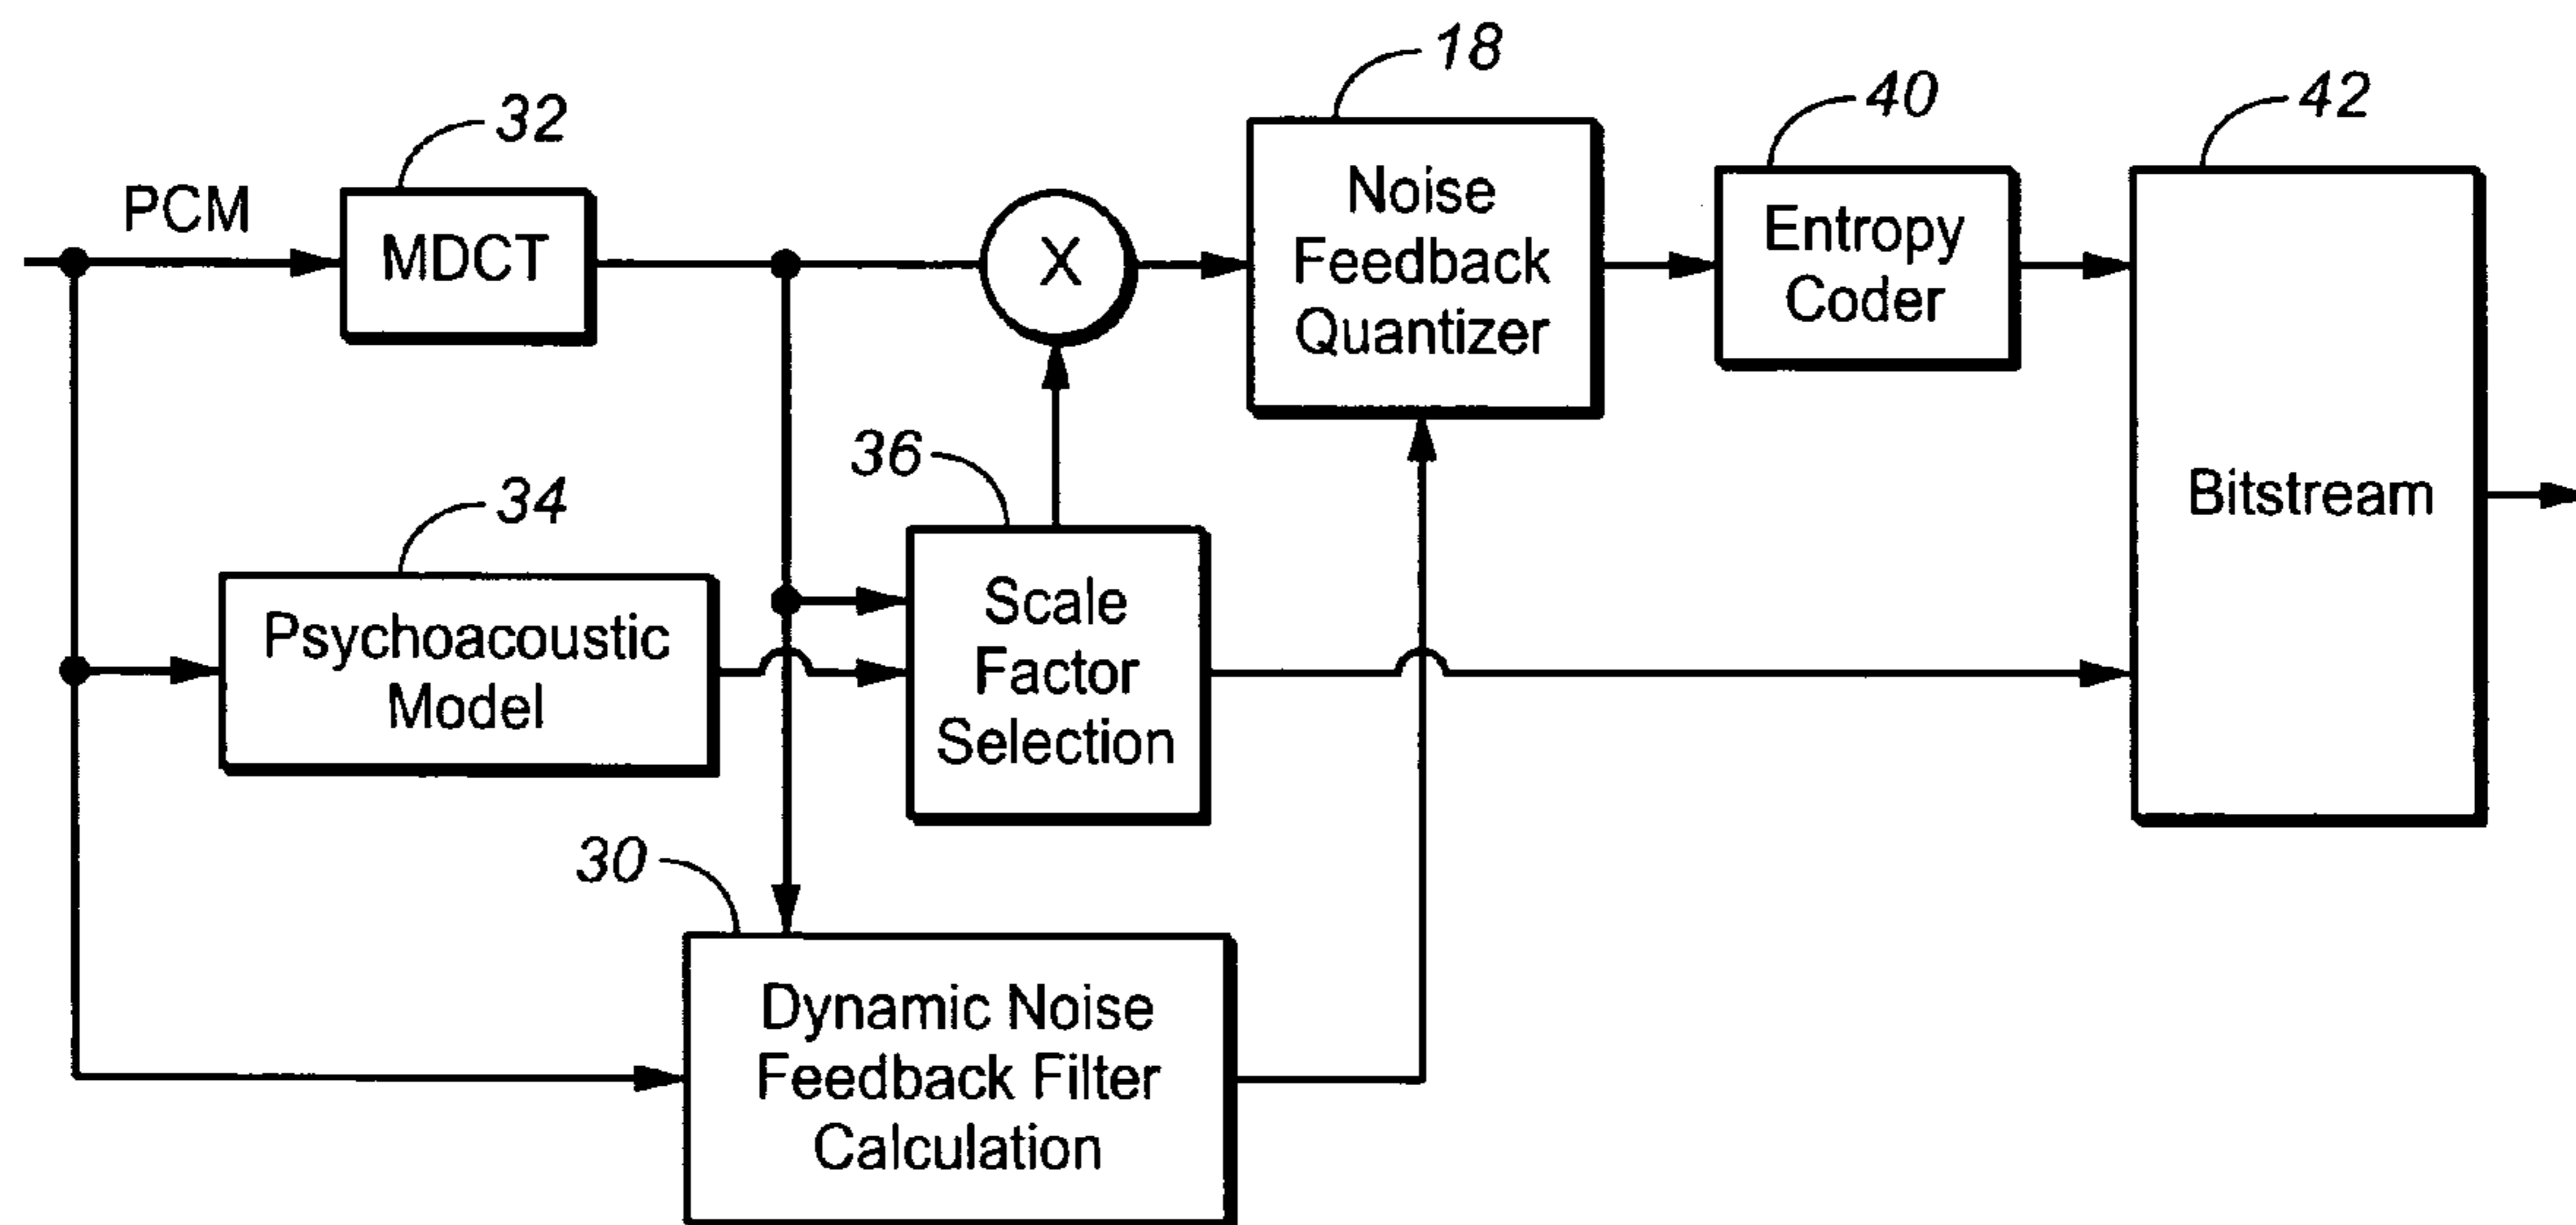 18
32
40
42
PCM
MDCT
X
Noise
Feedback
Quantizer
Entropy
Coder
Bitstream
34
36
Psychoacoustic
Model
Scale
Factor
Selection
30
Dynamic Noise
Feedback Filter
Calculation